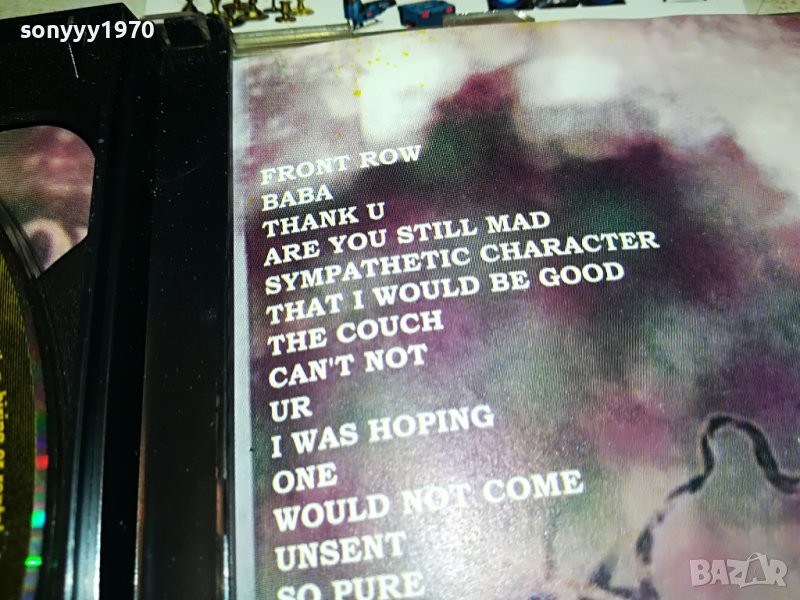 sonyyy1970
FRONT ROW
BABA
THANK U
ARE YOU STILL MAD
SYMPATHETIC CHARACTER
THAT I WOULD BE GOOD
THE COUCH
CAN'T NOT
UR
I WAS HOPING
ONE
WOULD NOT COME
UNSENT
SO PURE
BAZAR